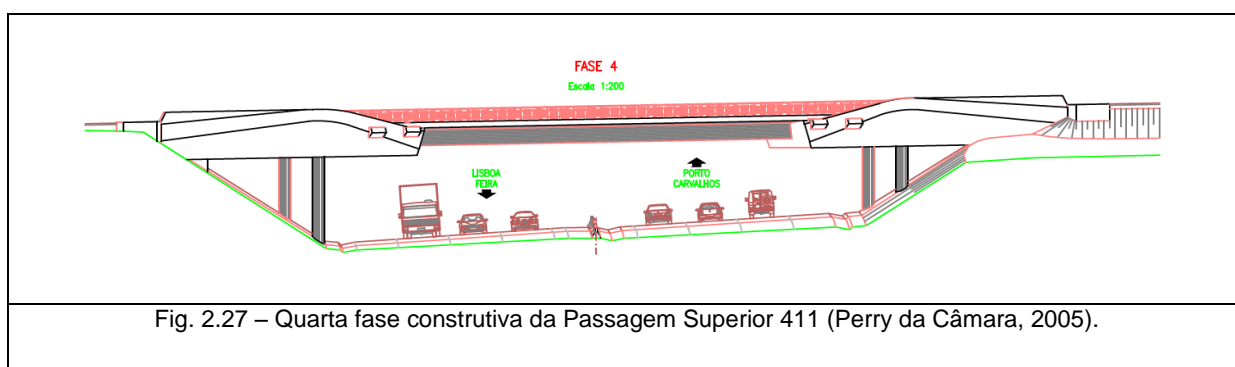 FASE 4
Escala 1:200
LISBOA
FEIRA
PORTO
CARVALHOS
Fig. 2.27 – Quarta fase construtiva da Passagem Superior 411 (Perry da Câmara, 2005).